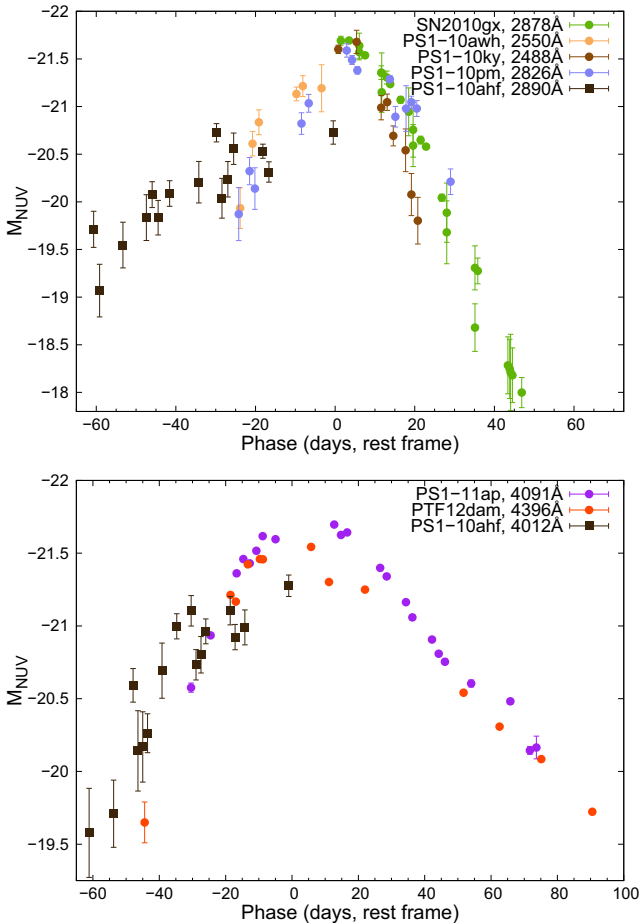 -22
-21.5
-21
-20.5
-20
-19.5
-19
-18.5
-18
M_NUV
SN2010gx, 2878Å
PS1-10awh, 2550Å
PS1-10ky, 2488Å
PS1-10pm, 2826Å
PS1-10ahf, 2890Å
-60 -40 -20 0 20 40 60
Phase (days, rest frame)
-22
-21.5
-21
-20.5
-20
-19.5
M_NUV
PS1-11ap, 4091Å
PTF12dam, 4396Å
PS1-10ahf, 4012Å
-60 -40 -20 0 20 40 60 80 100
Phase (days, rest frame)